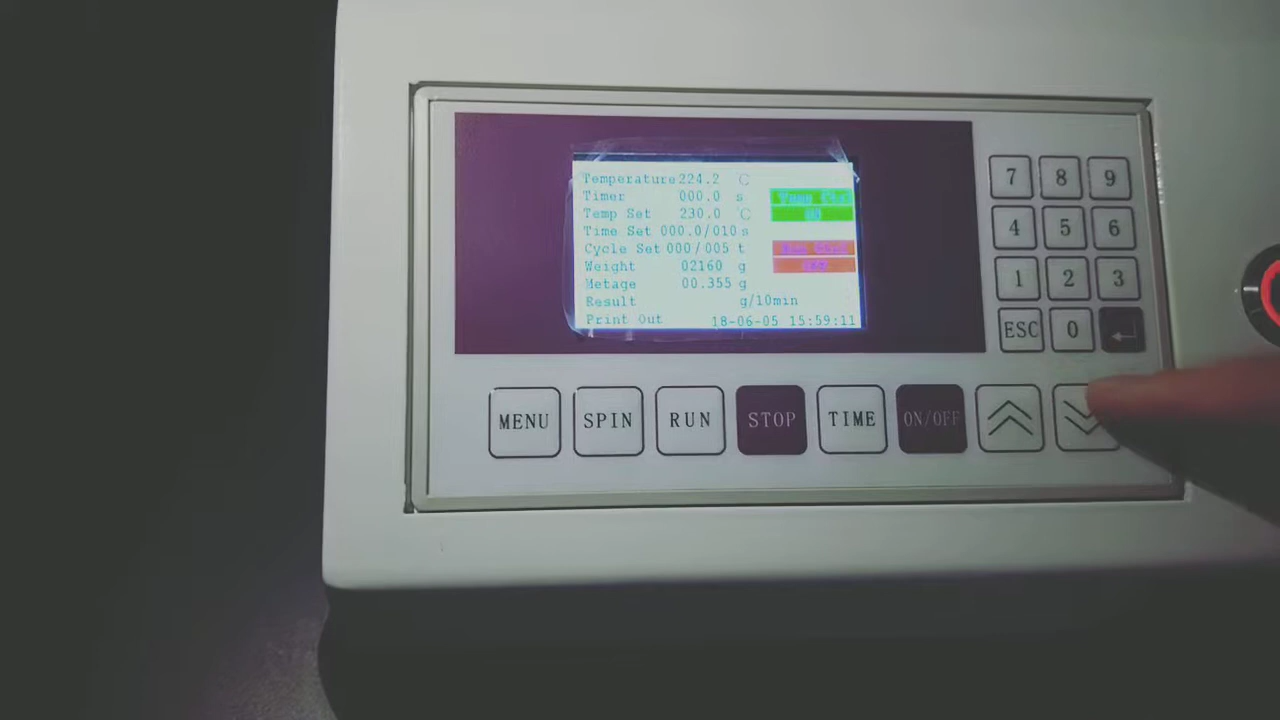 Temperature 224.2 ℃
Timer 000.0 s
Temp Set 230.0 ℃
Time Set 000.0/010 s
Cycle Set 000/005 t
Weight 02160 g
Metage 00.355 g
Result g/10min
Print Out 18-06-05 15:59:11
7 8 9
4 5 6
1 2 3
ESC 0
MENU SPIN RUN STOP TIME ON/OFF